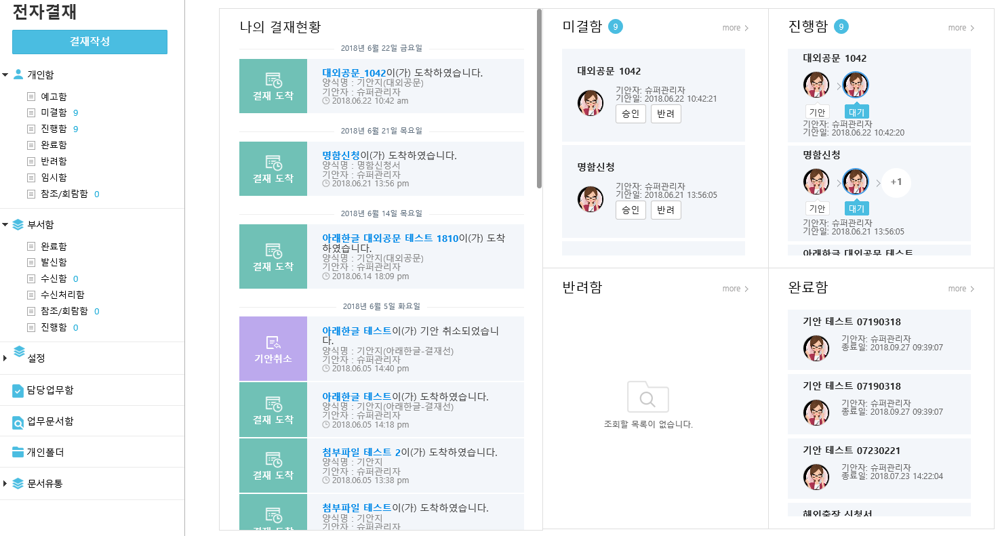 전자결재
결재작성
개인함
예고함
미결함 9
진행함 9
완료함
반려함
임시함
참조/회람함 0
부서함
완료함
발신함
수신함 0
수신처리함
참조/회람함 0
진행함 0
설정
담당업무함
업무문서함
개인폴더
문서유통
나의 결재현황
2018년 6월 22일 금요일
결재 도착
대외공문_1042이(가) 도착하였습니다.
양식명 : 기안지(대외공문)
기안자 : 슈퍼관리자
2018.06.22 10:42 am
2018년 6월 21일 목요일
결재 도착
명함신청이(가) 도착하였습니다.
양식명 : 명함신청서
기안자 : 슈퍼관리자
2018.06.21 13:56 pm
2018년 6월 14일 목요일
결재 도착
아래한글 대외공문 테스트 1810이(가) 도착
하였습니다.
양식명 : 기안지(대외공문)
기안자 : 슈퍼관리자
2018.06.14 18:09 pm
2018년 6월 5일 화요일
기안취소
아래한글 테스트이(가) 기안 취소되었습니
다.
양식명 : 기안지(아래한글-결재선)
기안자 : 슈퍼관리자
2018.06.05 14:40 pm
결재 도착
아래한글 테스트이(가) 도착하였습니다.
양식명 : 기안지(아래한글-결재선)
기안자 : 슈퍼관리자
2018.06.05 14:18 pm
결재 도착
첨부파일 테스트 2이(가) 도착하였습니다.
양식명 : 기안지
기안자 : 슈퍼관리자
2018.06.05 13:38 pm
결재 도착
첨부파일 테스트이(가) 도착하였습니다.
양식명 : 기안지
기안자 : 슈퍼관리자
미결함 9
more
대외공문 1042
기안자: 슈퍼관리자
기안일: 2018.06.22 10:42:21
승인 반려
명함신청
기안자: 슈퍼관리자
기안일: 2018.06.21 13:56:05
승인 반려
진행함 9
more
대외공문 1042
기안 대기
기안자: 슈퍼관리자
기안일: 2018.06.22 10:42:20
명함신청
+1
기안 대기
기안자: 슈퍼관리자
기안일: 2018.06.21 13:56:05
아래한글 대외공문 테스트
반려함
more
조회할 목록이 없습니다.
완료함
more
기안 테스트 07190318
기안자: 슈퍼관리자
종료일: 2018.09.27 09:39:07
기안 테스트 07190318
기안자: 슈퍼관리자
종료일: 2018.09.27 09:39:07
기안 테스트 07230221
기안자: 슈퍼관리자
종료일: 2018.07.23 14:22:04
해외출장 신청서